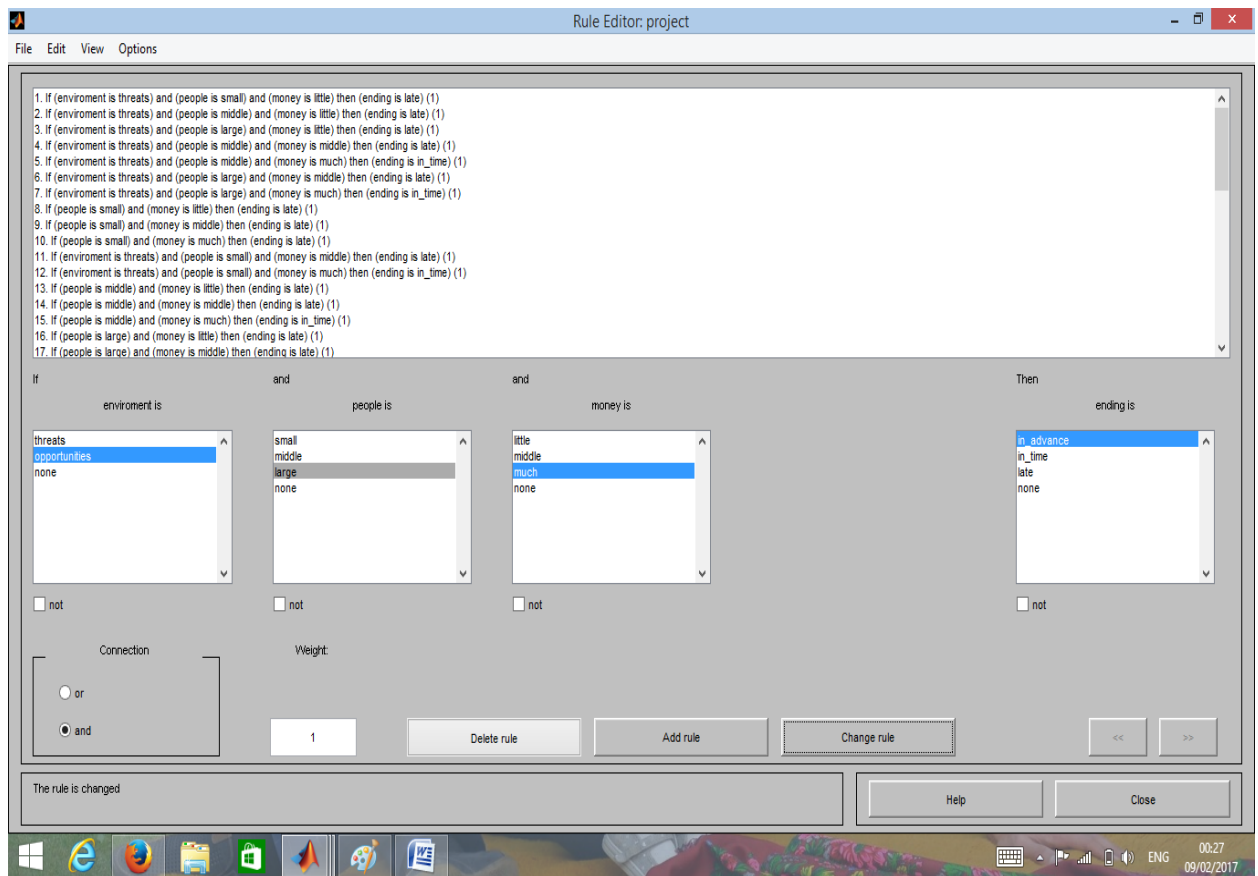 Rule Editor: project
File Edit View Options
1. If (enviroment is threats) and (people is small) and (money is little) then (ending is late) (1)
2. If (enviroment is threats) and (people is middle) and (money is little) then (ending is late) (1)
3. If (enviroment is threats) and (people is large) and (money is little) then (ending is late) (1)
4. If (enviroment is threats) and (people is middle) and (money is middle) then (ending is late) (1)
5. If (enviroment is threats) and (people is middle) and (money is much) then (ending is in_time) (1)
6. If (enviroment is threats) and (people is large) and (money is middle) then (ending is late) (1)
7. If (enviroment is threats) and (people is large) and (money is much) then (ending is in_time) (1)
8. If (people is small) and (money is little) then (ending is late) (1)
9. If (people is small) and (money is middle) then (ending is late) (1)
10. If (people is small) and (money is much) then (ending is late) (1)
11. If (enviroment is threats) and (people is small) and (money is middle) then (ending is late) (1)
12. If (enviroment is threats) and (people is small) and (money is much) then (ending is in_time) (1)
13. If (people is middle) and (money is little) then (ending is late) (1)
14. If (people is middle) and (money is middle) then (ending is late) (1)
15. If (people is middle) and (money is much) then (ending is in_time) (1)
16. If (people is large) and (money is little) then (ending is late) (1)
17. If (people is large) and (money is middle) then (ending is late) (1)
If and and Then
enviroment is people is money is ending is
threats small little in_advance
opportunities middle middle in_time
none large much late
none none none
not not not not
Connection Weight:
or
and 1 Delete rule Add rule Change rule << >>
The rule is changed Help Close
ENG 00:27
09/02/2017